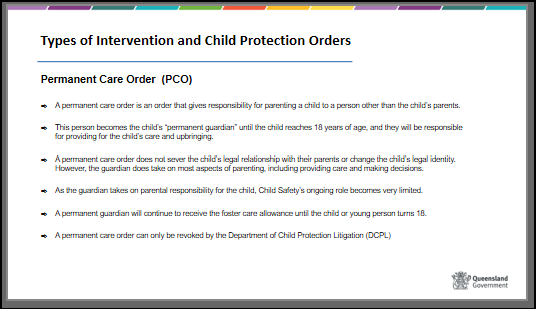 Types of Intervention and Child Protection Orders
Permanent Care Order (PCO)
A permanent care order is an order that gives responsibility for parenting a child to a person other than the child's parents.
This person becomes the child's "permanent guardian" until the child reaches 18 years of age, and they will be responsible
for providing for the child's care and upbringing.
A permanent care order does not sever the child's legal relationship with their parents or change the child's legal identity.
However, the guardian does take on most aspects of parenting, including providing care and making decisions.
As the guardian takes on parental responsibility for the child, Child Safety's ongoing role becomes very limited.
A permanent guardian will continue to receive the foster care allowance until the child or young person turns 18.
A permanent care order can only be revoked by the Department of Child Protection Litigation (DCPL)
Queensland
Government